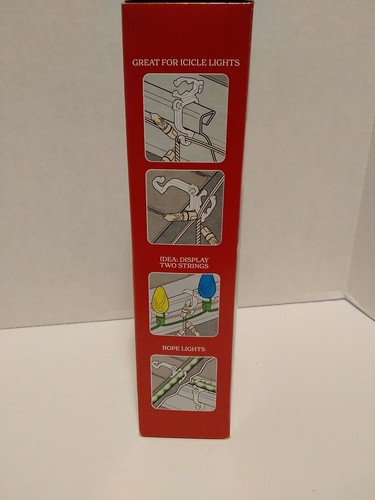 GREAT FOR ICICLE LIGHTS
IDEA: DISPLAY
TWO STRINGS
ROPE LIGHTS